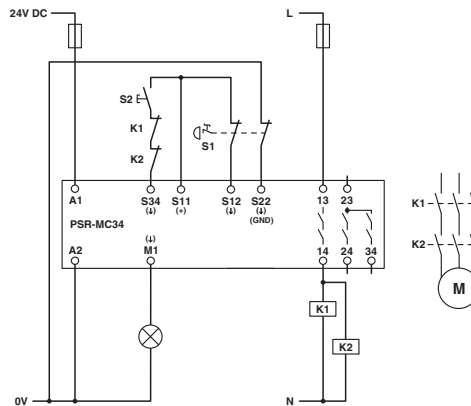 24V DC
L
S2
K1
S1
K2
A1
S34
S11
S12
S22
13
23
(↓)
(+)
(↓)
(↓)
(GND)
PSR-MC34
K1
K2
(↓)
A2
M1
14
24
34
M
K1
K2
0V
N